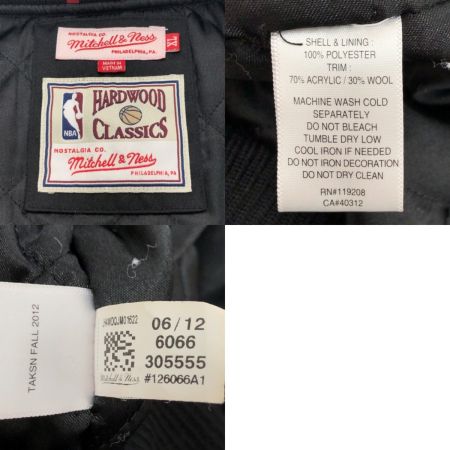 NOSTALGIA CO.
Mitchell & Ness
PHILADELPHIA, PA.
XL
MADE IN
VIETNAM
HARDWOOD
NBA
CLASSICS
NOSTALGIA CO.
Mitchell & Ness
PHILADELPHIA, PA.
SHELL & LINING :
100% POLYESTER
TRIM :
70% ACRYLIC / 30% WOOL
MACHINE WASH COLD
SEPARATELY
DO NOT BLEACH
TUMBLE DRY LOW
COOL IRON IF NEEDED
DO NOT IRON DECORATION
DO NOT DRY CLEAN
RN#119208
CA#40312
TAKSN FALL 2012
06/12
6066
305555
Mitchell & Ness
#126066A1